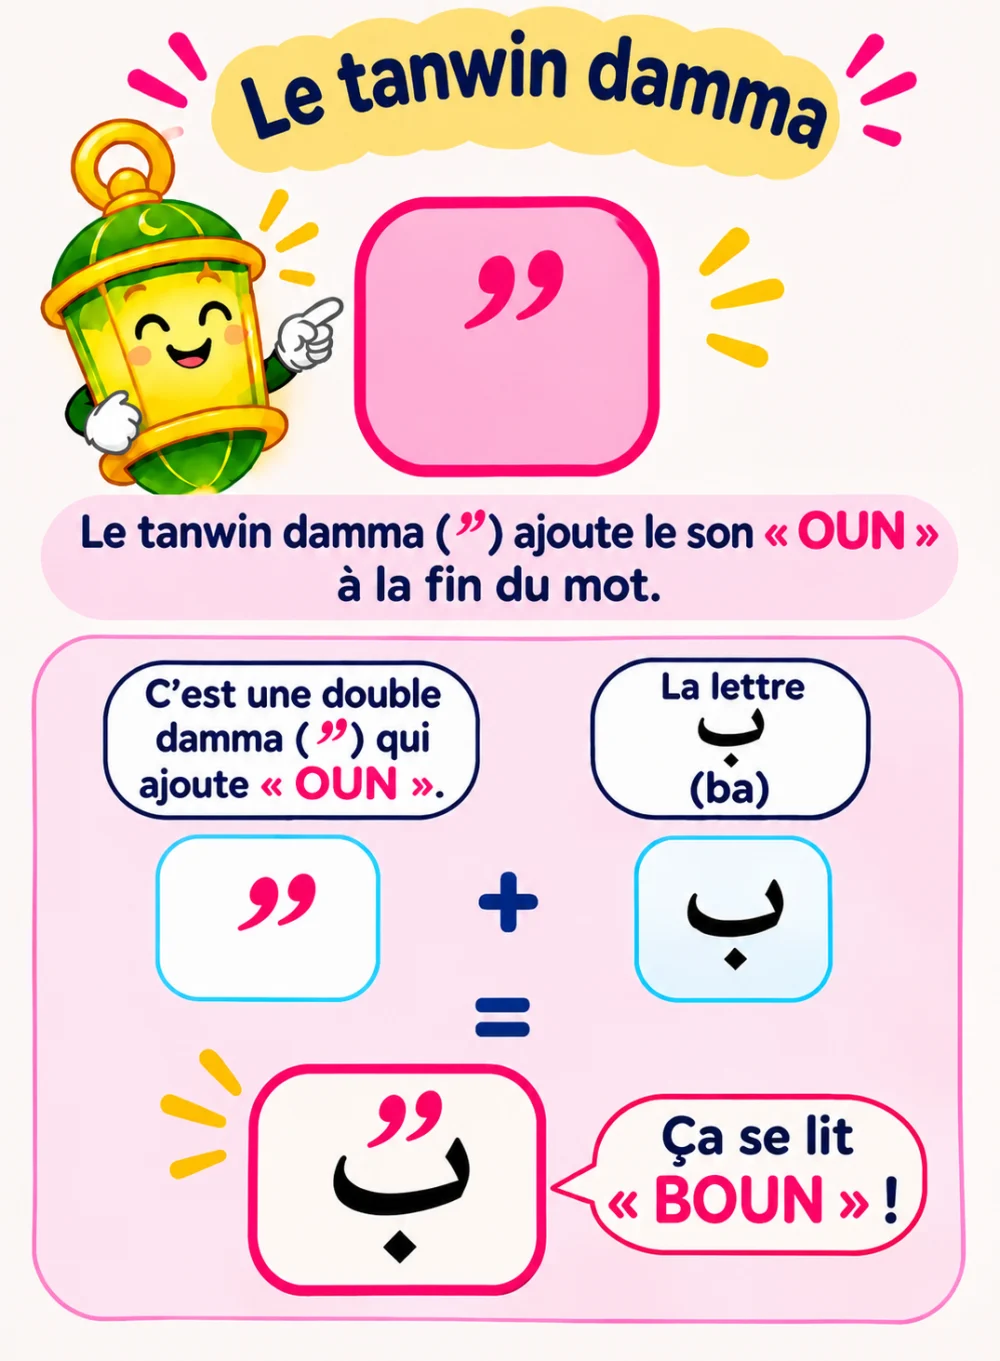 Le tanwin damma
”
Le tanwin damma (”) ajoute le son « OUN »
à la fin du mot.
C’est une double
damma (”) qui
ajoute « OUN ».
La lettre
ب
(ba)
” + ب
=
بٌ
Ça se lit
« BOUN » !